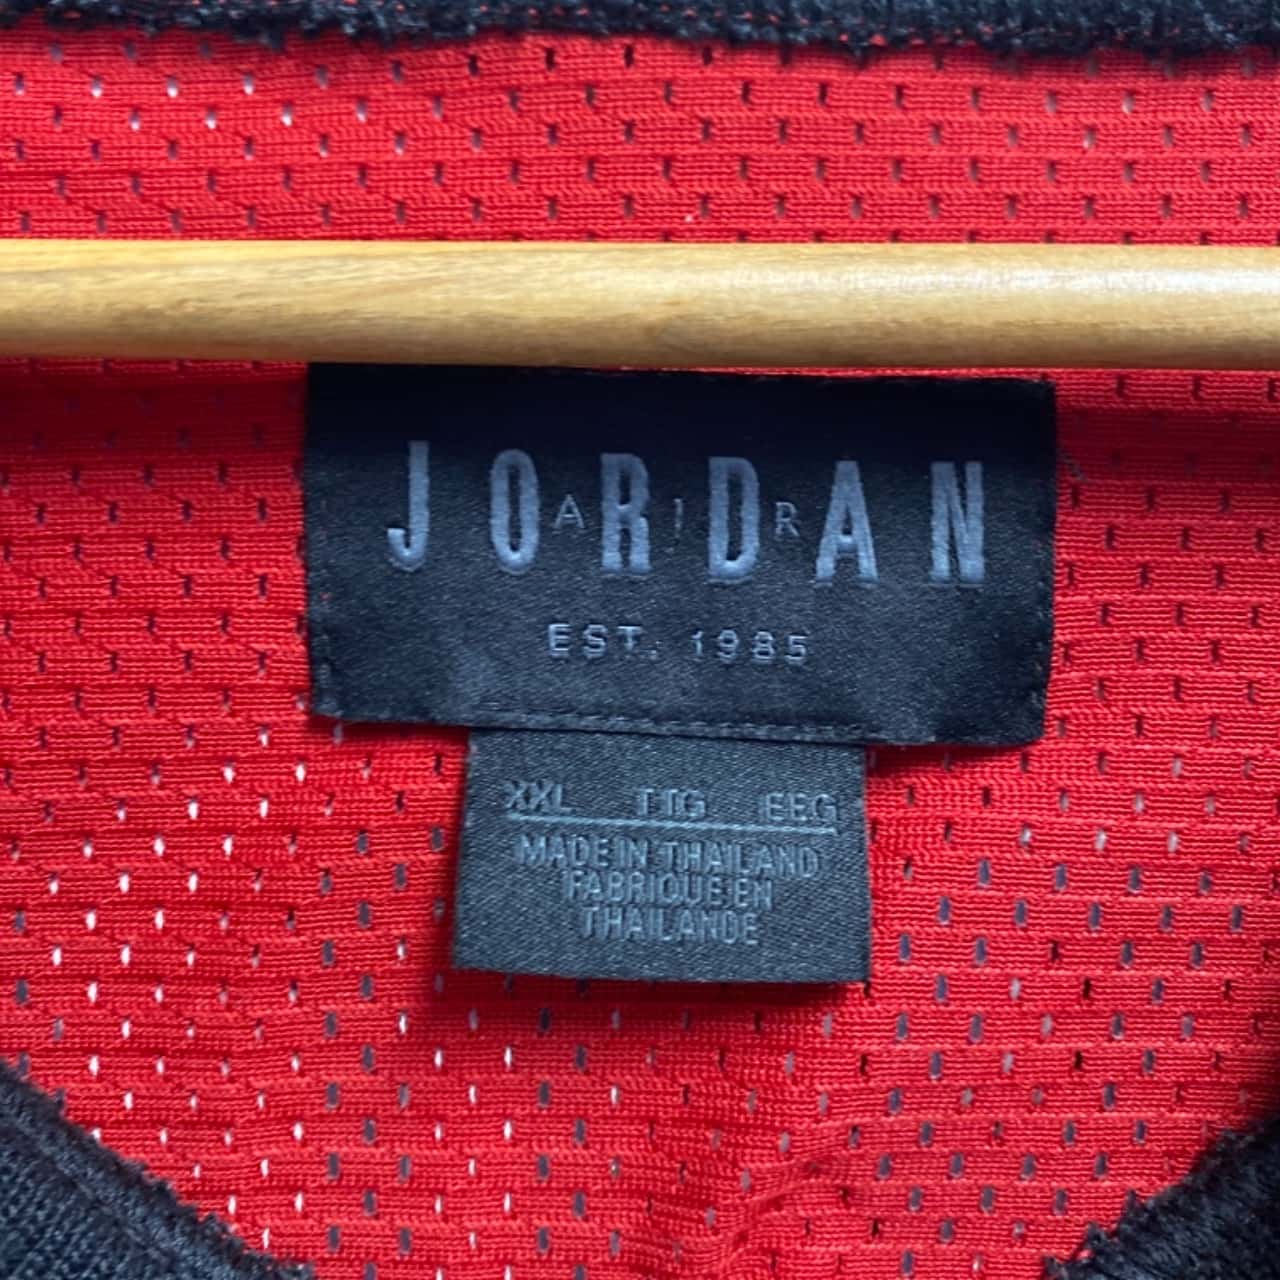 JORDAN
AIR
EST. 1985
XXL TTG EEG
MADE IN THAILAND
FABRIQUE EN
THAILANDE